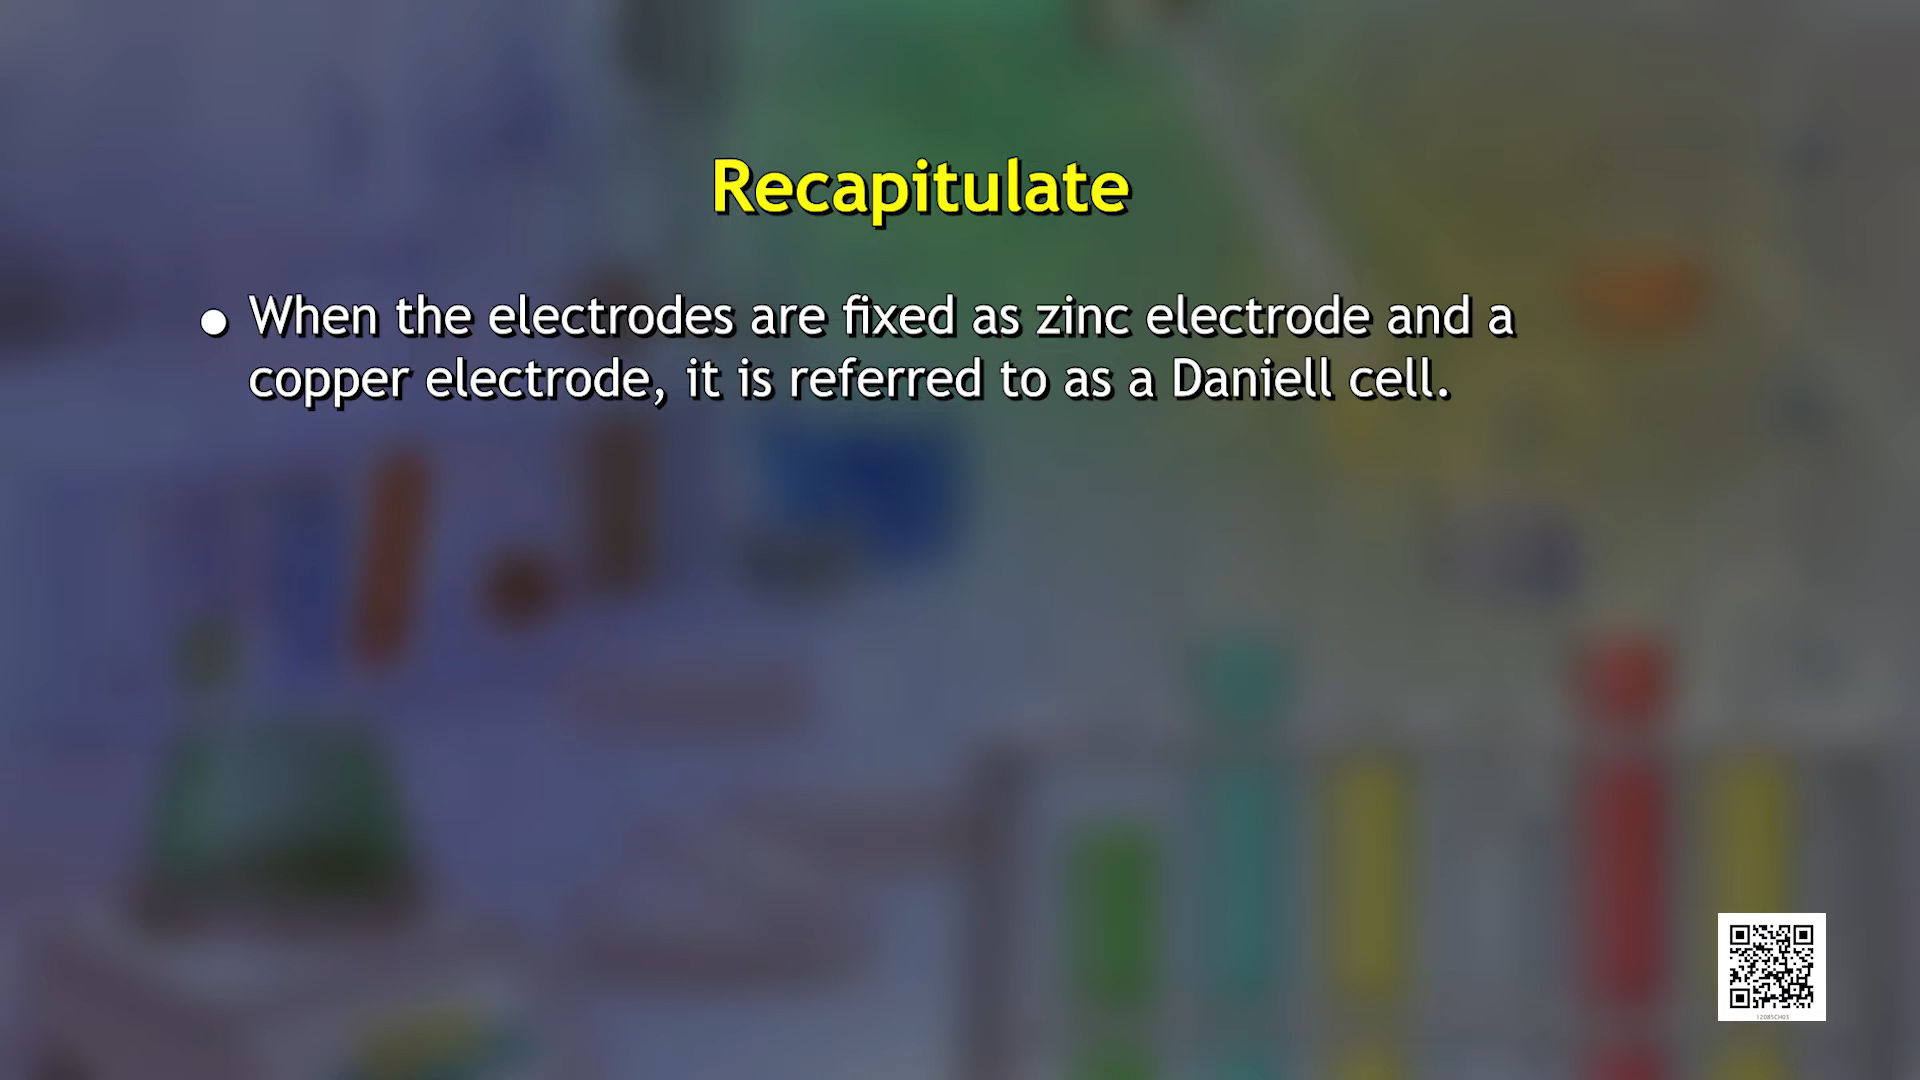 Recapitulate
● When the electrodes are fixed as zinc electrode and a
copper electrode, it is referred to as a Daniell cell.